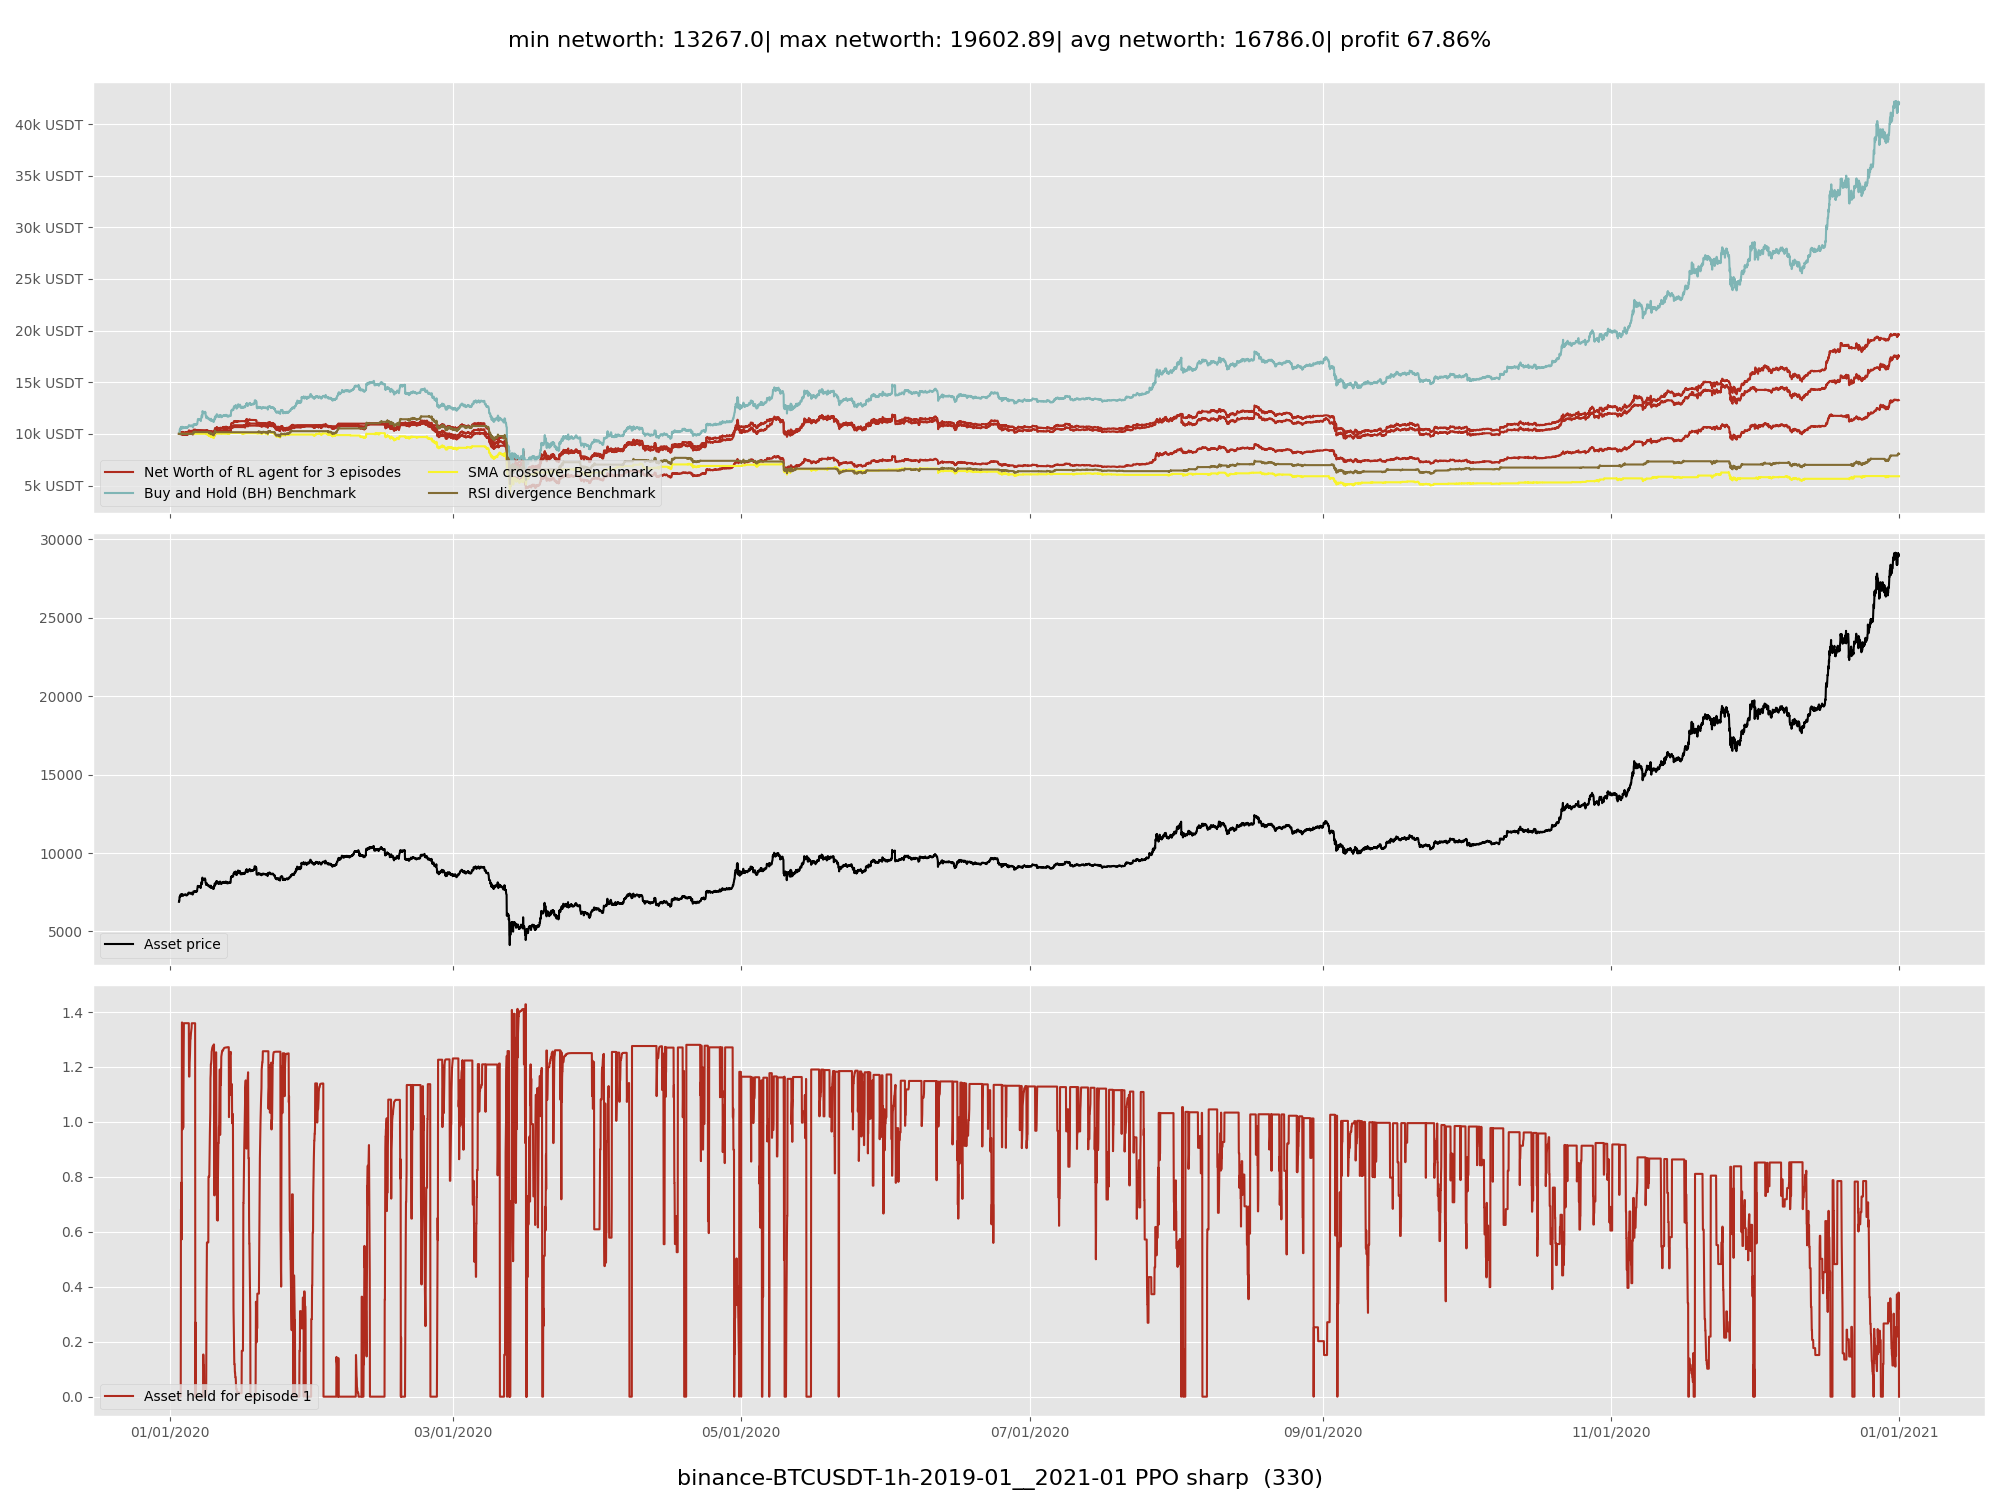 min networth: 13267.0| max networth: 19602.89| avg networth: 16786.0| profit 67.86%
40k USDT
35k USDT
30k USDT
25k USDT
20k USDT
15k USDT
10k USDT
5k USDT
Net Worth of RL agent for 3 episodes
Buy and Hold (BH) Benchmark
SMA crossover Benchmark
RSI divergence Benchmark
30000
25000
20000
15000
10000
5000
Asset price
1.4
1.2
1.0
0.8
0.6
0.4
0.2
0.0
Asset held for episode 1
01/01/2020
03/01/2020
05/01/2020
07/01/2020
09/01/2020
11/01/2020
01/01/2021
binance-BTCUSDT-1h-2019-01__2021-01 PPO sharp  (330)